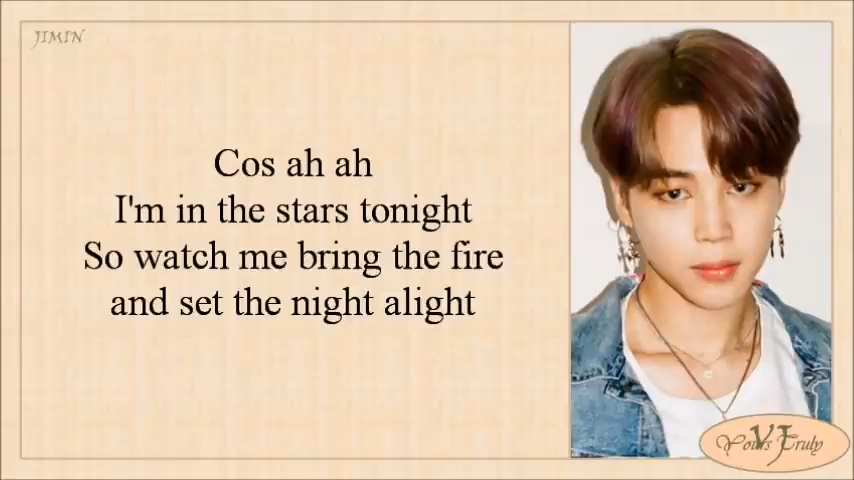 JIMIN
Cos ah ah
I'm in the stars tonight
So watch me bring the fire
and set the night alight
Yours Truly
YT